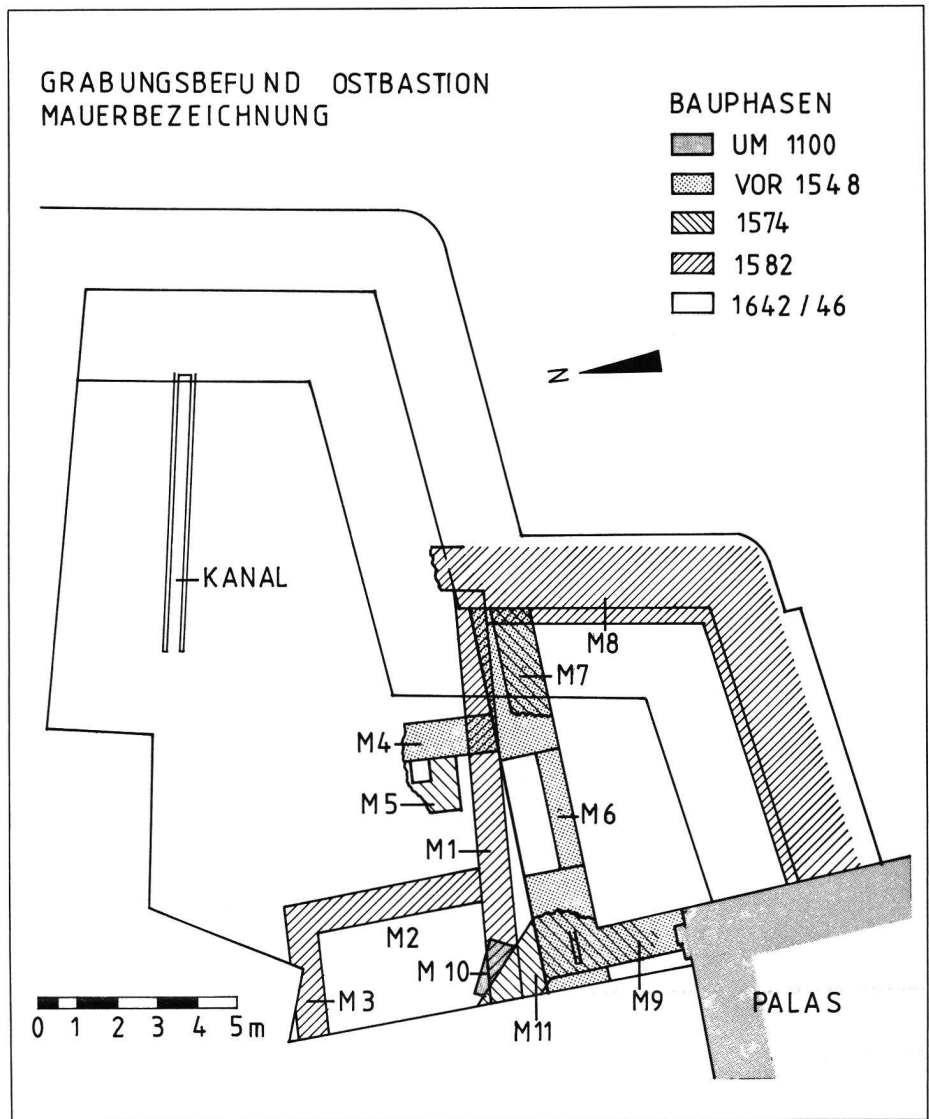 GRABUNGSBEFUND OSTBASTION
MAUERBEZEICHNUNG
BAUPHASEN
UM 1100
VOR 1548
1574
1582
1642/46
N
KANAL
M8
M7
M4
M5
M6
M1
M2
M10
M3
M9
M11
PALAS
0 1 2 3 4 5m